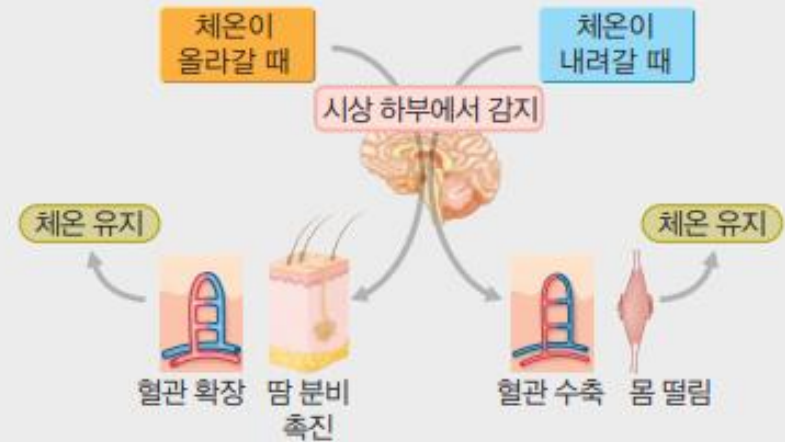 체온이
올라갈 때
체온이
내려갈 때
시상 하부에서 감지
체온 유지
체온 유지
혈관 확장
땀 분비
촉진
혈관 수축
몸 떨림